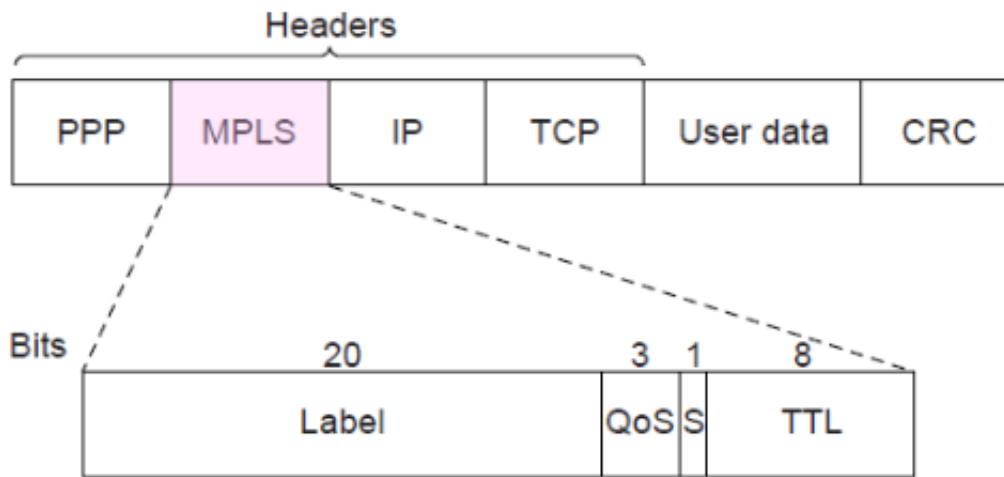 Headers
PPP MPLS IP TCP User data CRC
Bits 20 3 1 8
Label QoS S TTL